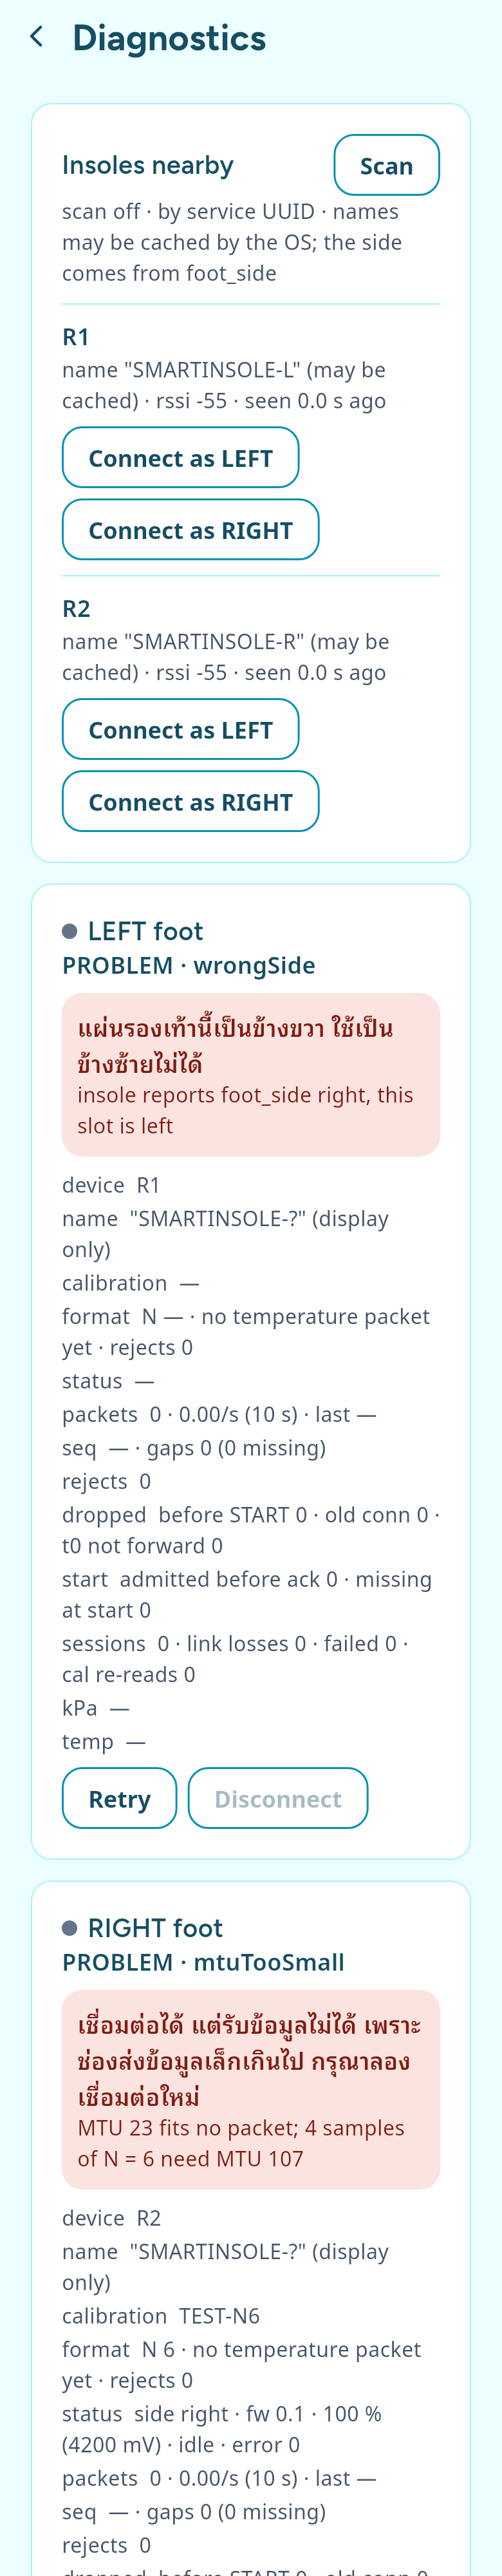 Diagnostics
Insoles nearby
Scan
scan off · by service UUID · names
may be cached by the OS; the side
comes from foot_side
R1
name "SMARTINSOLE-L" (may be
cached) · rssi -55 · seen 0.0 s ago
Connect as LEFT
Connect as RIGHT
R2
name "SMARTINSOLE-R" (may be
cached) · rssi -55 · seen 0.0 s ago
Connect as LEFT
Connect as RIGHT
LEFT foot
PROBLEM · wrongSide
แผ่นรองเท้านี้เป็นข้างขวา ใช้เป็น
ข้างซ้ายไม่ได้
insole reports foot_side right, this
slot is left
device R1
name "SMARTINSOLE-?" (display
only)
calibration —
format N — · no temperature packet
yet · rejects 0
status —
packets 0 · 0.00/s (10 s) · last —
seq — · gaps 0 (0 missing)
rejects 0
dropped before START 0 · old conn 0 ·
t0 not forward 0
start admitted before ack 0 · missing
at start 0
sessions 0 · link losses 0 · failed 0 ·
cal re-reads 0
kPa —
temp —
Retry
Disconnect
RIGHT foot
PROBLEM · mtuTooSmall
เชื่อมต่อได้ แต่รับข้อมูลไม่ได้ เพราะ
ช่องส่งข้อมูลเล็กเกินไป กรุณาลอง
เชื่อมต่อใหม่
MTU 23 fits no packet; 4 samples
of N = 6 need MTU 107
device R2
name "SMARTINSOLE-?" (display
only)
calibration TEST-N6
format N 6 · no temperature packet
yet · rejects 0
status side right · fw 0.1 · 100 %
(4200 mV) · idle · error 0
packets 0 · 0.00/s (10 s) · last —
seq — · gaps 0 (0 missing)
rejects 0
dropped before START 0 · old conn 0